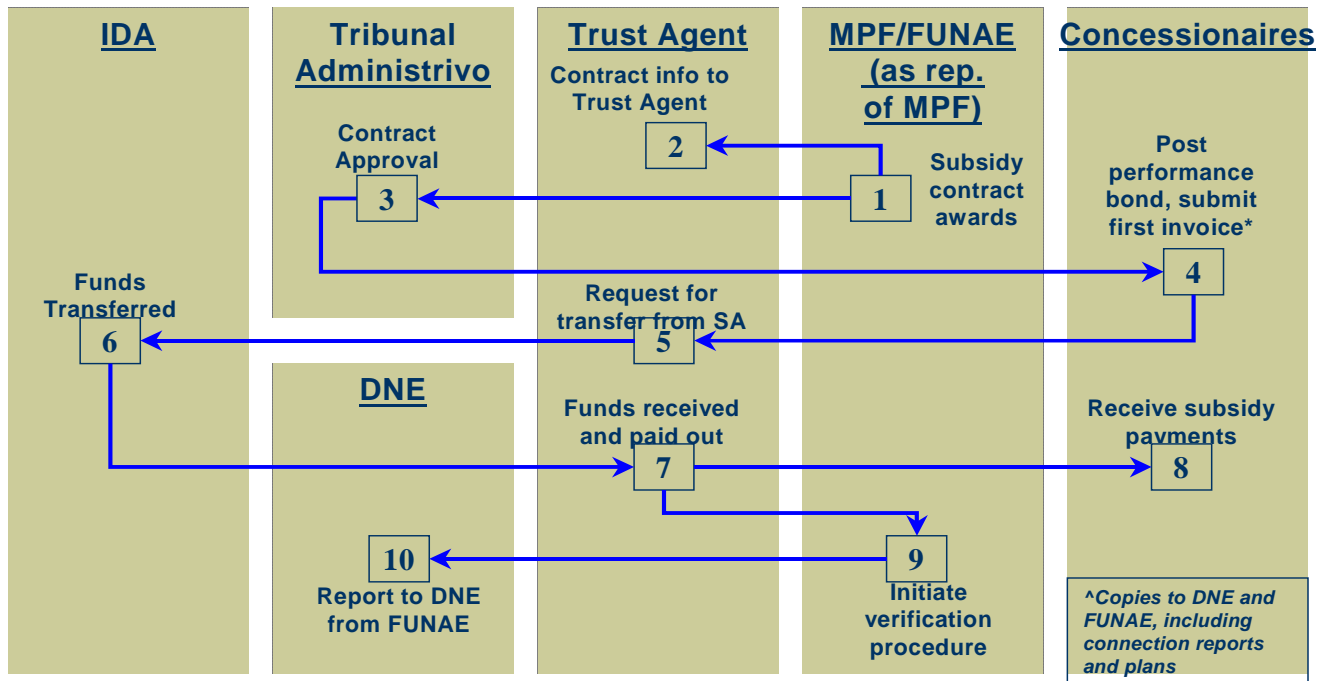 IDA
Tribunal
Administrivo
Trust Agent
MPF/FUNAE
(as rep.
of MPF)
Concessionaires
Contract info to
Trust Agent
2
Contract
Approval
3
1
Subsidy
contract
awards
Post
performance
bond, submit
first invoice*
4
Funds
Transferred
6
Request for
transfer from SA
5
DNE
Funds received
and paid out
7
Receive subsidy
payments
8
10
Report to DNE
from FUNAE
9
Initiate
verification
procedure
^Copies to DNE and
FUNAE, including
connection reports
and plans